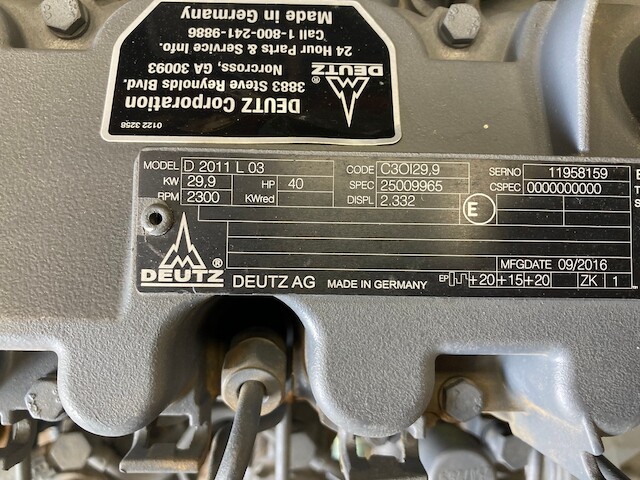 DEUTZ Corporation
3883 Steve Reynolds Blvd.
Norcross, GA 30093
24 Hour Parts & Service Info.
Call 1-800-241-9886
Made in Germany
DEUTZ
®
0122 3258
MODEL D 2011 L 03 CODE C3OI29,9 SERNO 11958159
KW 29,9 HP 40 SPEC 25009965 CSPEC 0000000000
RPM 2300 KWred DISPL 2.332 E
MFGDATE 09/2016
DEUTZ ® DEUTZ AG MADE IN GERMANY EP +20 +15 +20 ZK 1